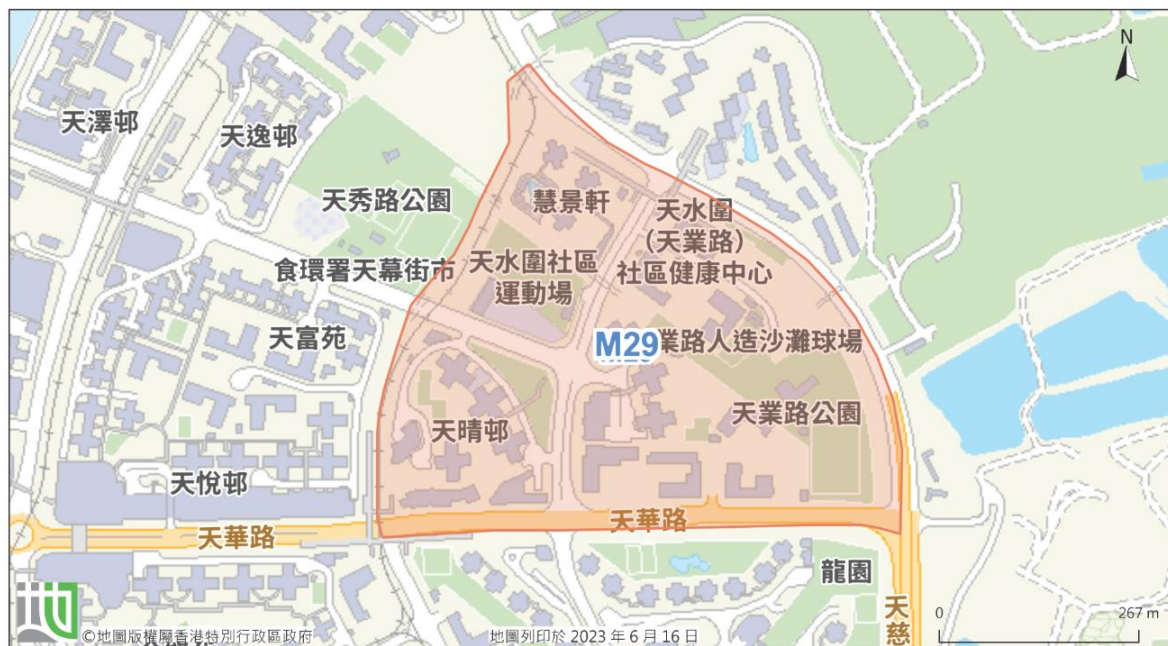 N
天澤邨
天逸邨
天秀路公園
慧景軒
天水圍
（天業路）
社區健康中心
食環署天幕街市
天水圍社區
運動場
天富苑
M29
業路人造沙灘球場
天晴邨
天業路公園
天悅邨
天華路
天華路
龍園
天慈
0
267 m
©地圖版權屬香港特別行政區政府
地圖列印於 2023 年 6 月 16 日